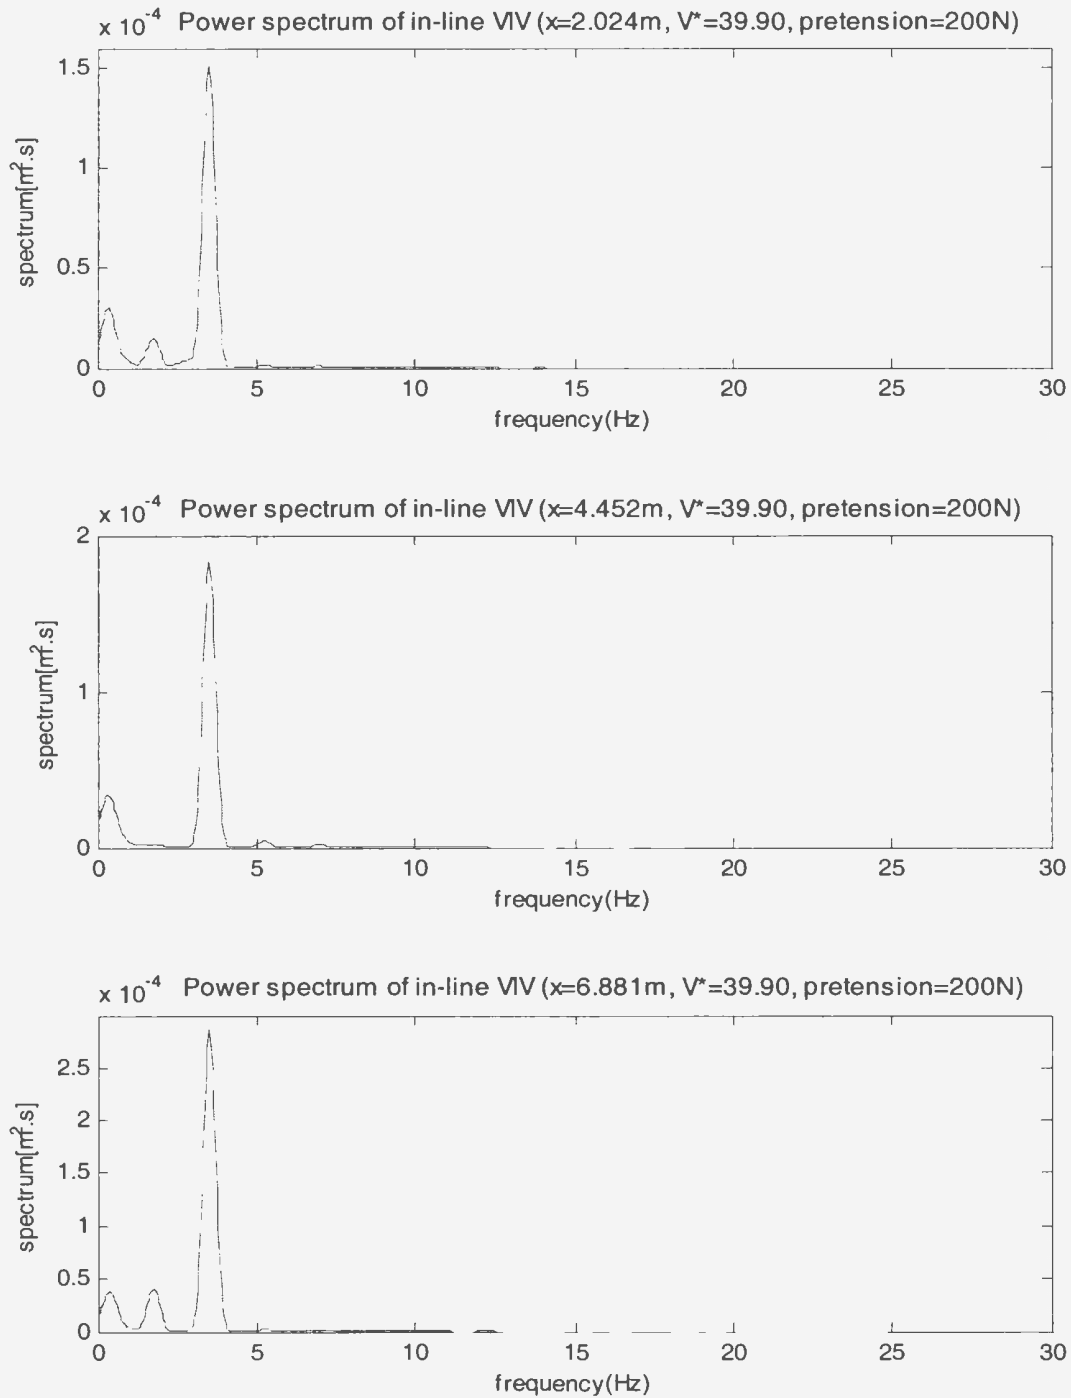 x 10-4 Power spectrum of in-line VIV (x=2.024m, V*=39.90, pretension=200N)
1.5
1
0.5
0
spectrum[m2.s]
0 5 10 15 20 25 30
frequency(Hz)
x 10-4 Power spectrum of in-line VIV (x=4.452m, V*=39.90, pretension=200N)
2
1
0
spectrum[m2.s]
0 5 10 15 20 25 30
frequency(Hz)
x 10-4 Power spectrum of in-line VIV (x=6.881m, V*=39.90, pretension=200N)
2.5
2
1.5
1
0.5
0
spectrum[m2.s]
0 5 10 15 20 25 30
frequency(Hz)